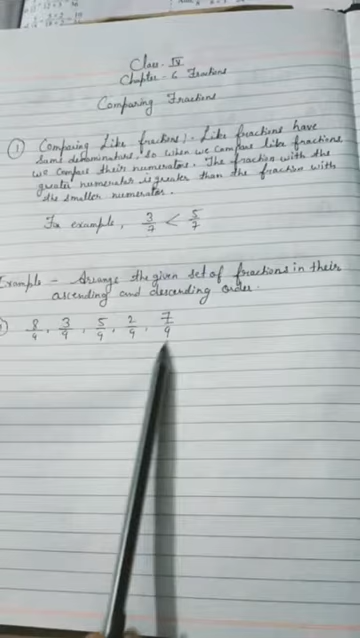 Class - IV
Chapter - 6 Fractions
Comparing Fractions
① Comparing Like fractions :- Like fractions have
same denominators, So when we compare like fractions
we compare their numerators. The fraction with the
greater numerator is greater than the fraction with
the smaller numerator.
For example, 3/7 < 5/7
Example - Arrange the given set of fractions in their
ascending and descending order.
8/9, 3/9, 5/9, 2/9, 7/9